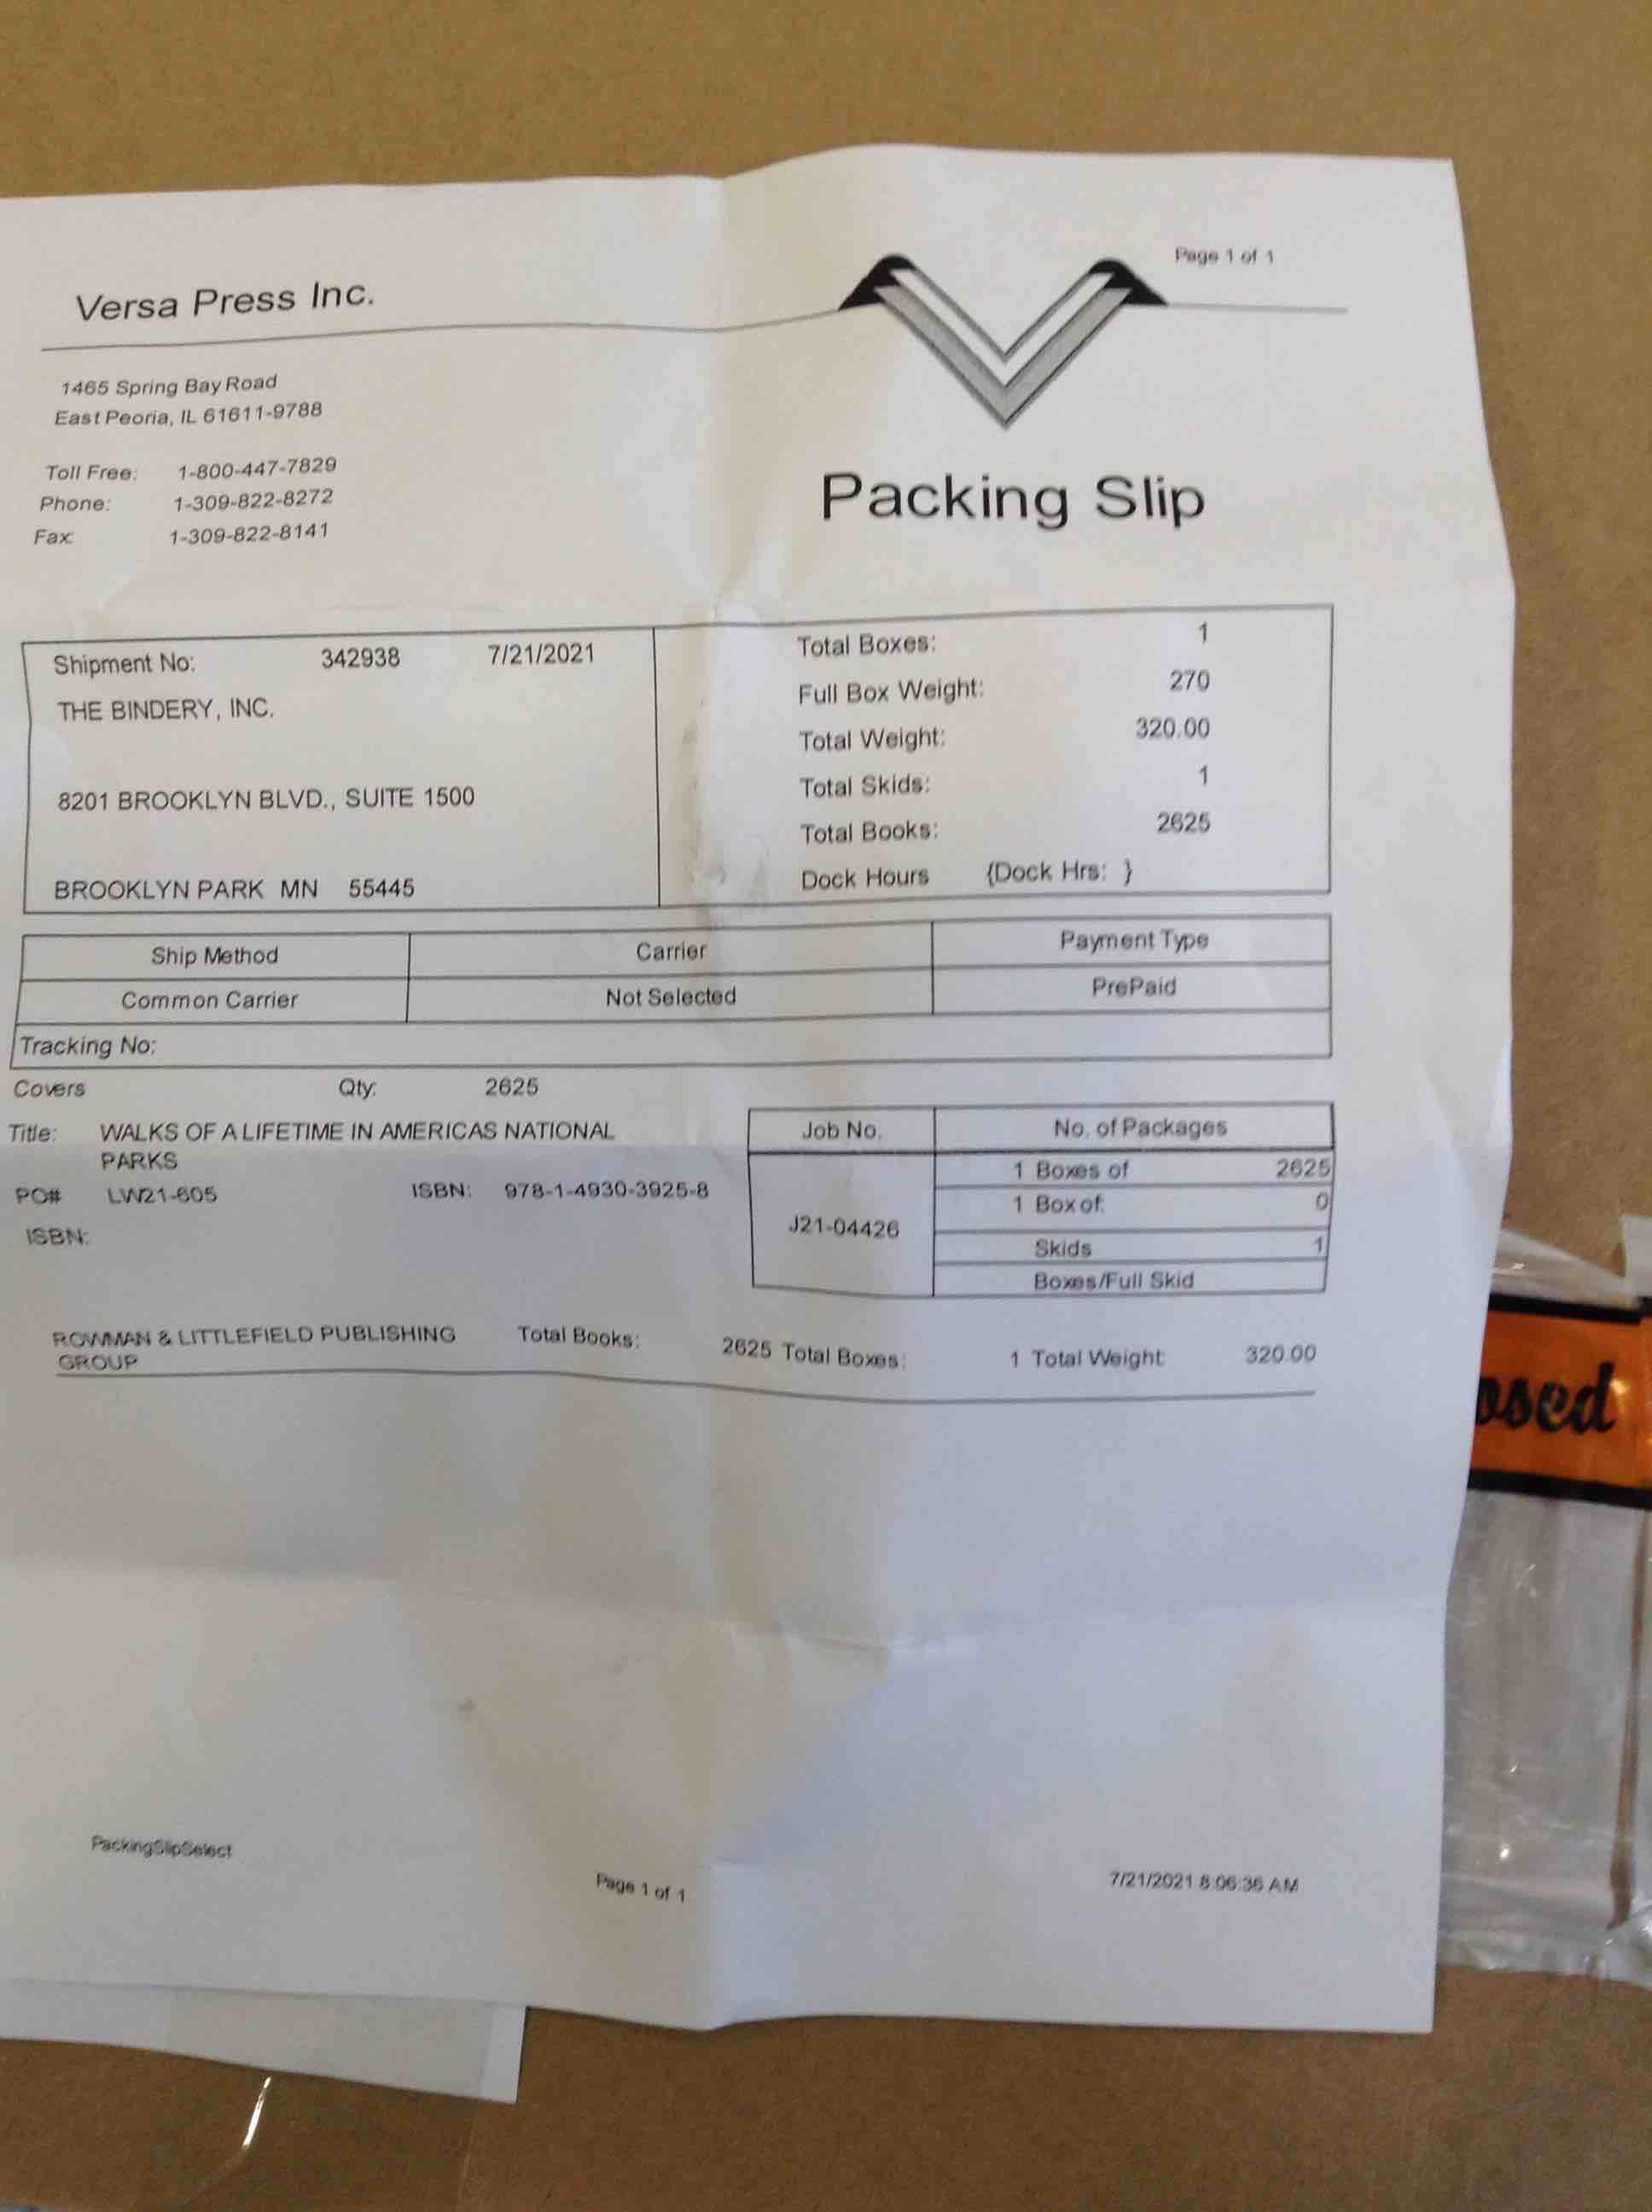 Page 1 of 1
Versa Press Inc.
1465 Spring Bay Road
East Peoria, IL 61611-9788
Toll Free: 1-800-447-7829
Phone: 1-309-822-8272
Fax: 1-309-822-8141
Packing Slip
Shipment No: 342938 7/21/2021
THE BINDERY, INC.
8201 BROOKLYN BLVD., SUITE 1500
BROOKLYN PARK MN 55445
Total Boxes: 1
Full Box Weight: 270
Total Weight: 320.00
Total Skids: 1
Total Books: 2625
Dock Hours {Dock Hrs: }
Ship Method Carrier Payment Type
Common Carrier Not Selected PrePaid
Tracking No:
Covers Qty: 2625
Title: WALKS OF A LIFETIME IN AMERICAS NATIONAL
PARKS
PO# LW21-605 ISBN: 978-1-4930-3925-8
ISBN:
Job No. No. of Packages
J21-04426
1 Boxes of 2625
1 Box of: 0
Skids 1
Boxes/Full Skid
ROWMAN & LITTLEFIELD PUBLISHING
GROUP
Total Books: 2625 Total Boxes: 1 Total Weight: 320.00
osed
PackingSlipSelect
Page 1 of 1
7/21/2021 8:06:36 AM